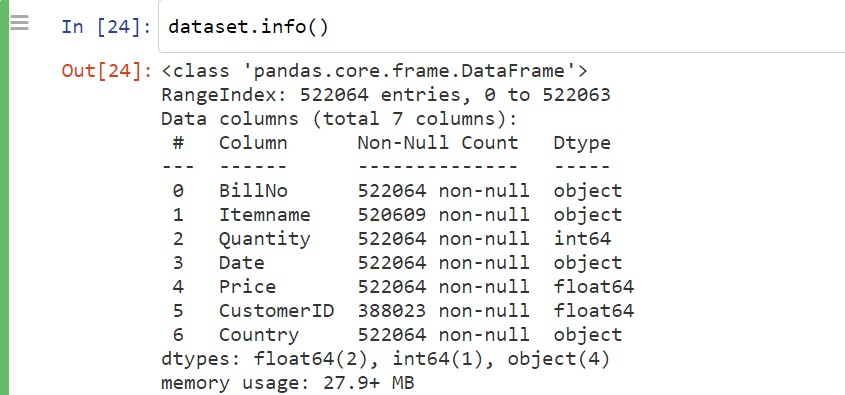 In [24]: dataset.info()
Out[24]: <class 'pandas.core.frame.DataFrame'>
RangeIndex: 522064 entries, 0 to 522063
Data columns (total 7 columns):
 #   Column      Non-Null Count   Dtype
---  ------      --------------   -----
 0   BillNo      522064 non-null  object
 1   Itemname    520609 non-null  object
 2   Quantity    522064 non-null  int64
 3   Date        522064 non-null  object
 4   Price       522064 non-null  float64
 5   CustomerID  388023 non-null  float64
 6   Country     522064 non-null  object
dtypes: float64(2), int64(1), object(4)
memory usage: 27.9+ MB